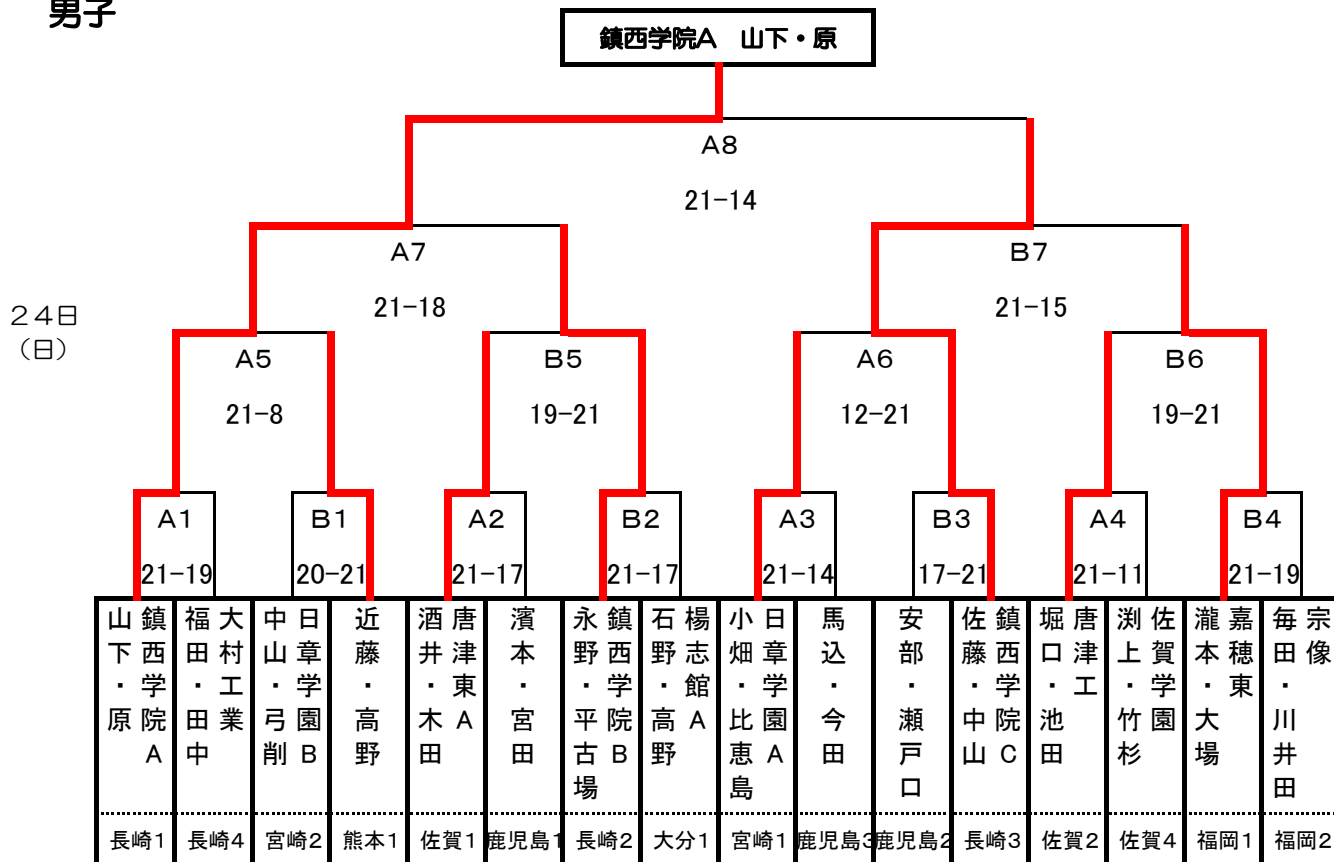 男子
鎮西学院A 山下・原
A8
21-14
A7
B7
21-18
21-15
24日
（日）
A5
B5
A6
B6
21-8
19-21
12-21
19-21
A1
B1
A2
B2
A3
B3
A4
B4
21-19
20-21
21-17
21-17
21-14
17-21
21-11
21-19
鎮西学院A
山下・原
大村工業
福田・田中
日章学園B
中山・弓削
近藤・高野
唐津東A
酒井・木田
濱本・宮田
鎮西学院B
永野・平古場
楊志館A
石野・高野
日章学園A
小畑・比恵島
馬込・今田
安部・瀬戸口
鎮西学院C
佐藤・中山
唐津工
堀口・池田
佐賀学園
渕上・竹杉
嘉穂東
瀧本・大場
宗像
毎田・川井田
長崎1
長崎4
宮崎2
熊本1
佐賀1
鹿児島1
長崎2
大分1
宮崎1
鹿児島3
鹿児島2
長崎3
佐賀2
佐賀4
福岡1
福岡2